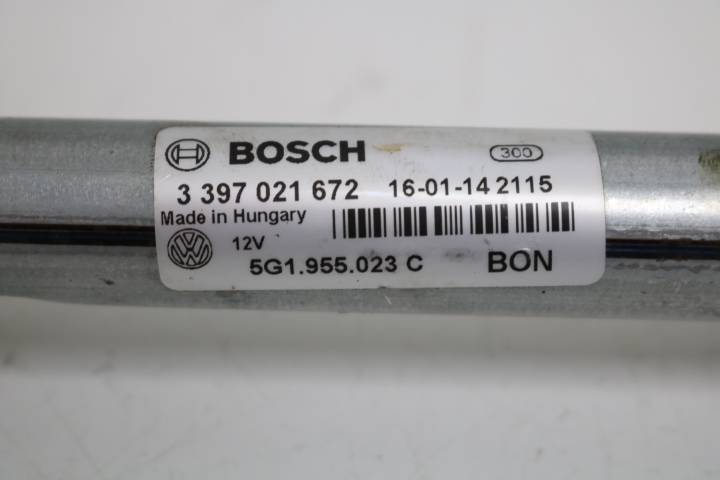 BOSCH 300
3 397 021 672 16-01-14 2115
Made in Hungary
12V
5G1.955.023 C BON